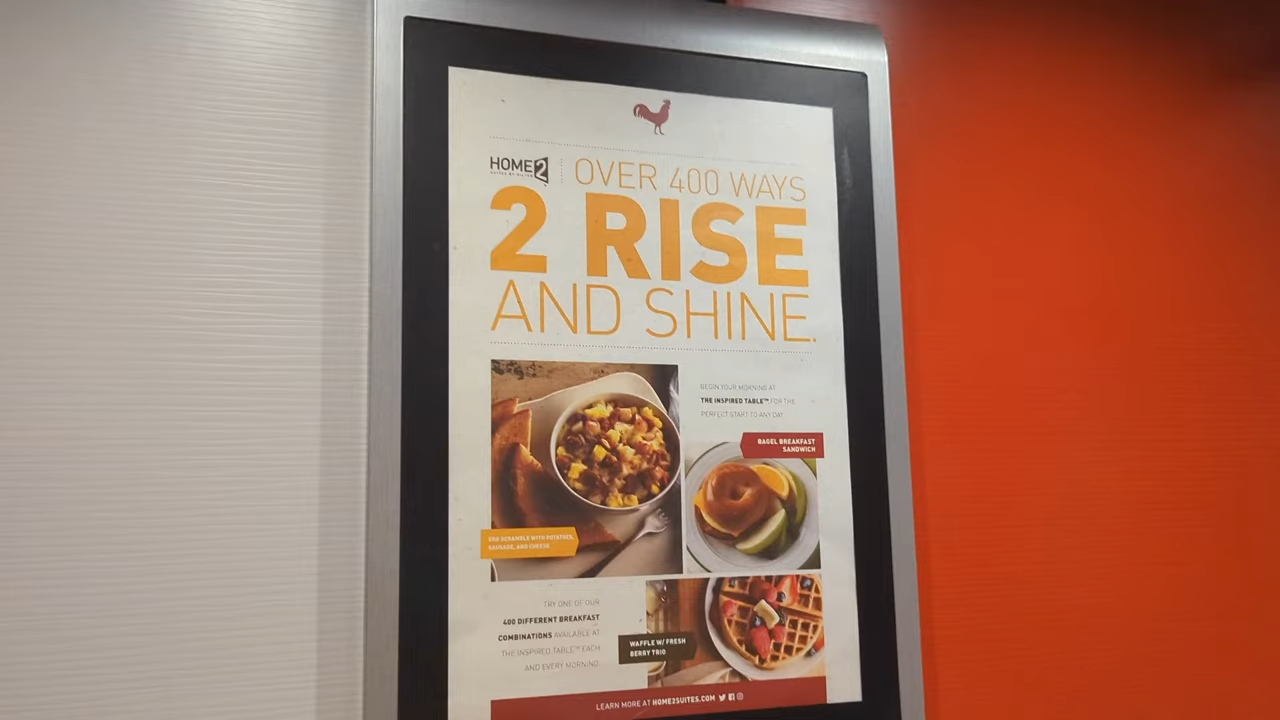 HOME2
SUITES BY HILTON
OVER 400 WAYS
2 RISE
AND SHINE.
BEGIN YOUR MORNING AT
THE INSPIRED TABLE™ FOR THE
PERFECT START TO ANY DAY.
BAGEL BREAKFAST
SANDWICH
EGG SCRAMBLE WITH POTATOES,
SAUSAGE, AND CHEESE
TRY ONE OF OUR
400 DIFFERENT BREAKFAST
COMBINATIONS AVAILABLE AT
THE INSPIRED TABLE™ EACH
AND EVERY MORNING.
WAFFLE W/ FRESH
BERRY TRIO
LEARN MORE AT HOME2SUITES.COM